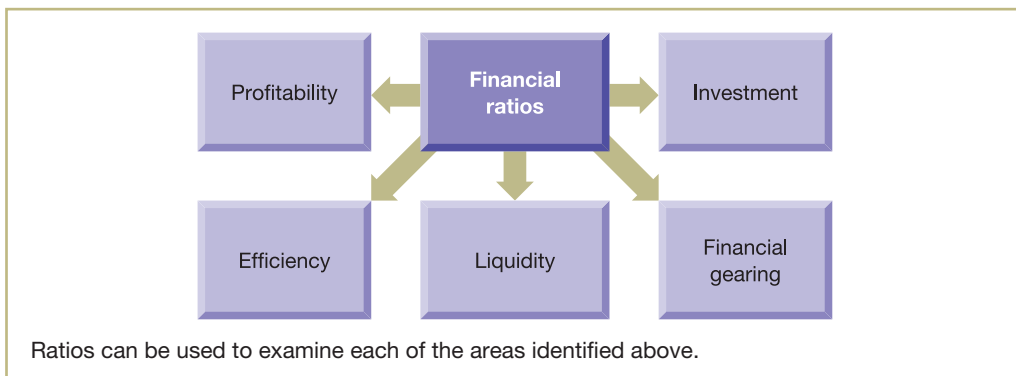 Profitability
Financial
ratios
Investment
Efficiency
Liquidity
Financial
gearing
Ratios can be used to examine each of the areas identified above.